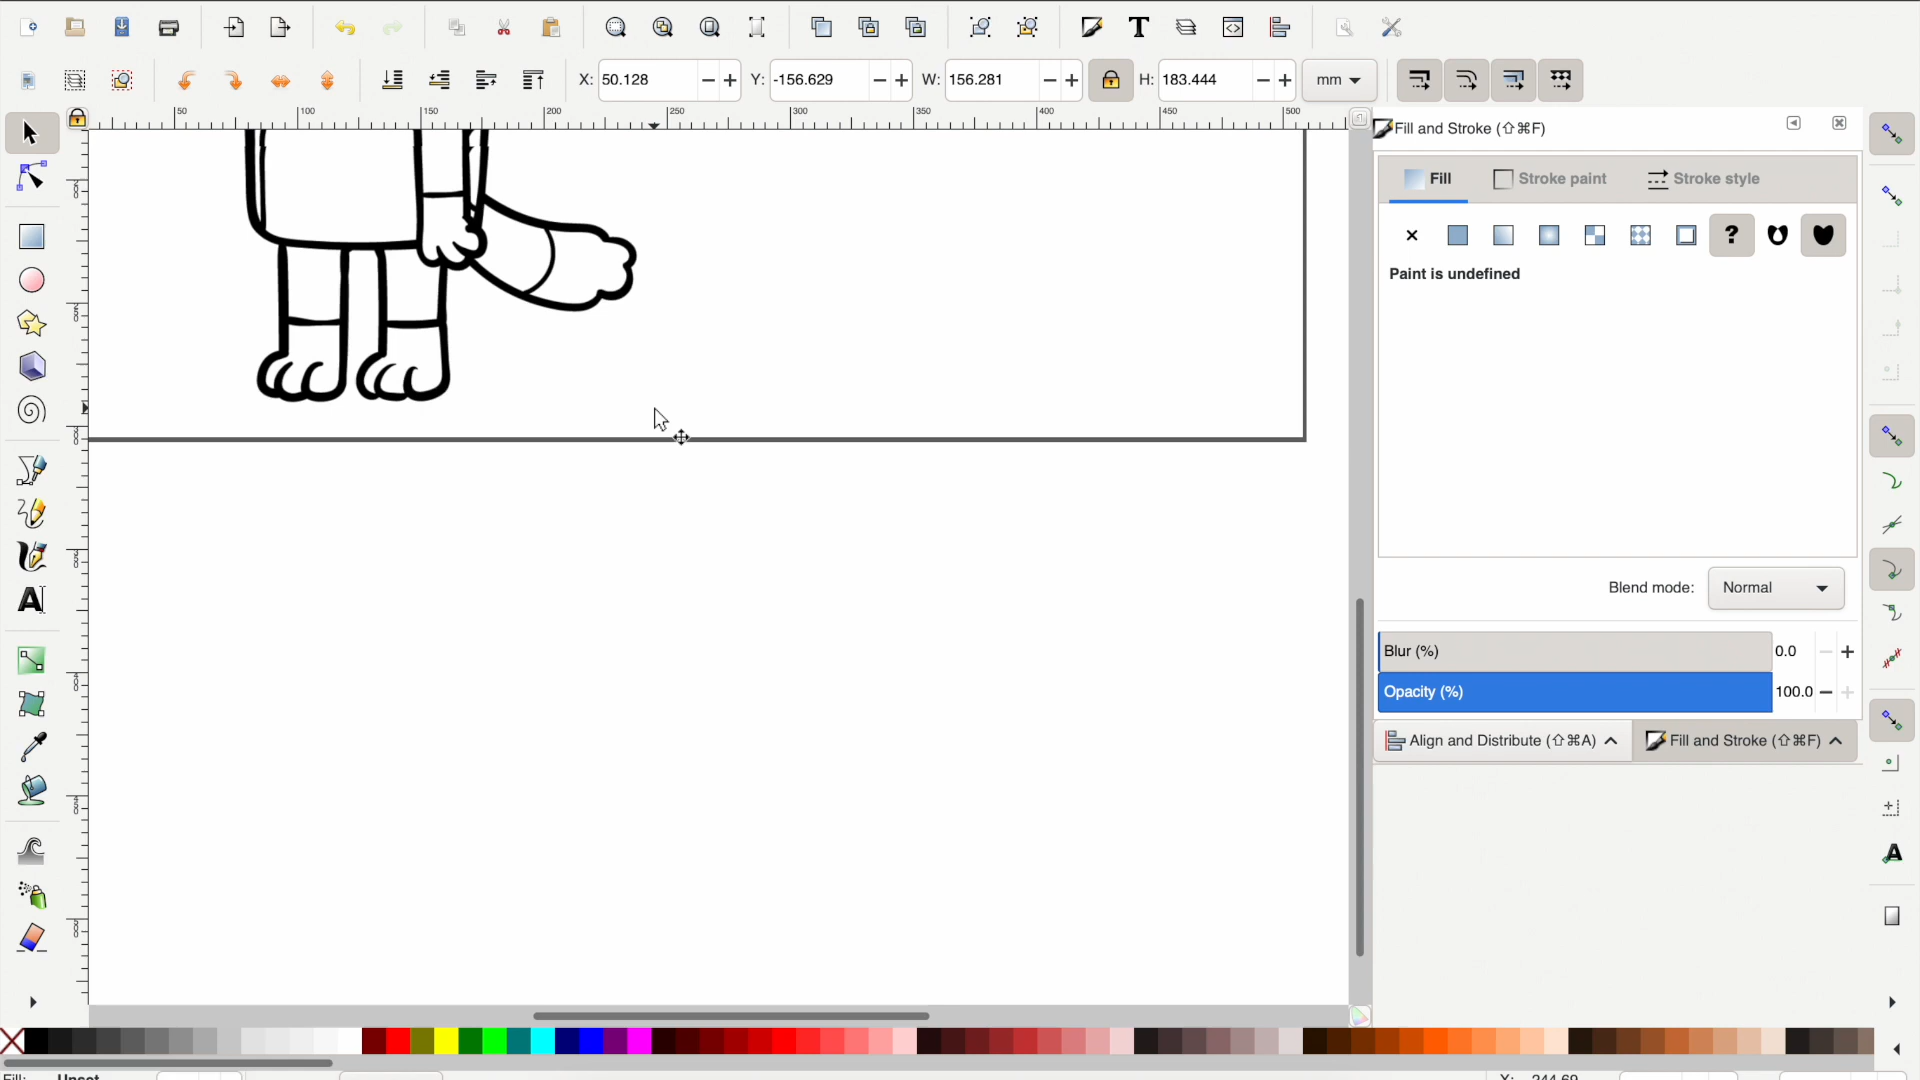 X: 50.128 Y: -156.629 W: 156.281 H: 183.444 mm
50 100 150 200 250 300 350 400 450 500
Fill and Stroke (⇧⌘F)
Fill Stroke paint Stroke style
?
Paint is undefined
Blend mode: Normal
Blur (%) 0.0
Opacity (%) 100.0
Align and Distribute (⇧⌘A) Fill and Stroke (⇧⌘F)